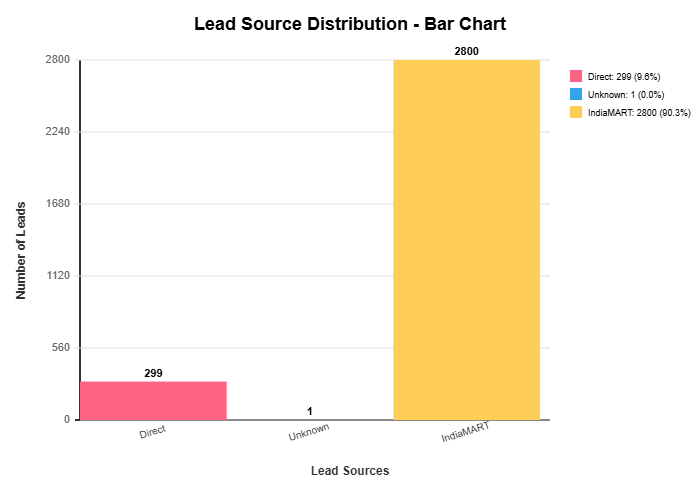 Lead Source Distribution - Bar Chart
2800
2800
Direct: 299 (9.6%)
Unknown: 1 (0.0%)
IndiaMART: 2800 (90.3%)
2240
1680
1120
560
0
Number of Leads
299
1
Direct
Unknown
IndiaMART
Lead Sources